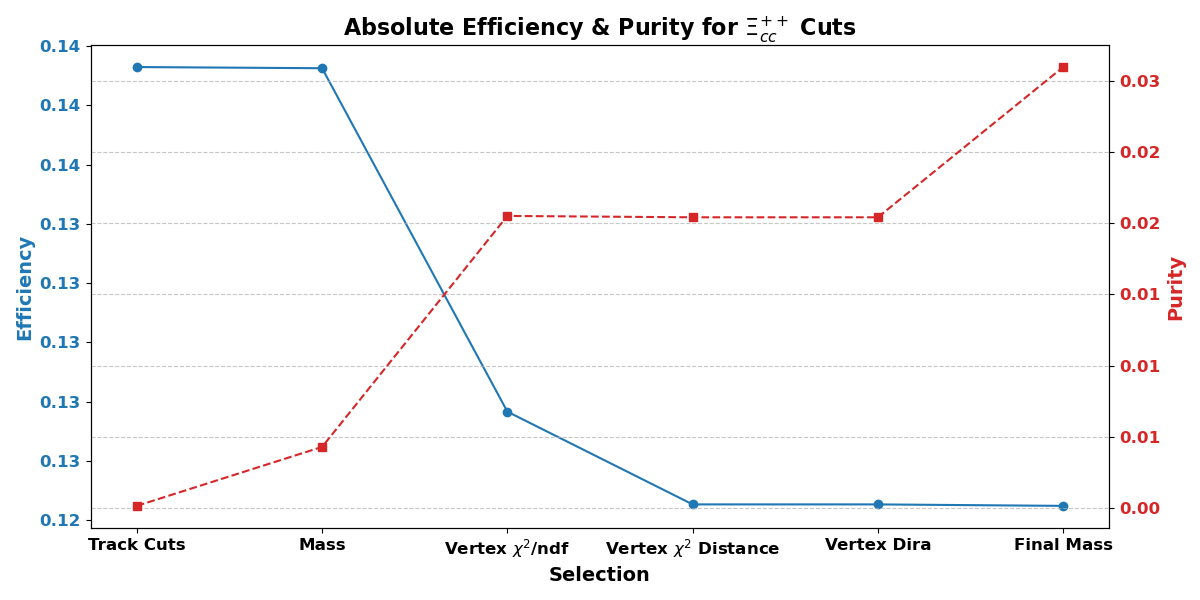 Absolute Efficiency & Purity for Ξ_{cc}^{++} Cuts
0.14
0.14
0.14
0.13
0.13
0.13
0.13
0.13
0.12
Efficiency
0.03
0.02
0.02
0.01
0.01
0.01
0.00
Purity
Track Cuts
Mass
Vertex χ²/ndf
Vertex χ² Distance
Vertex Dira
Final Mass
Selection